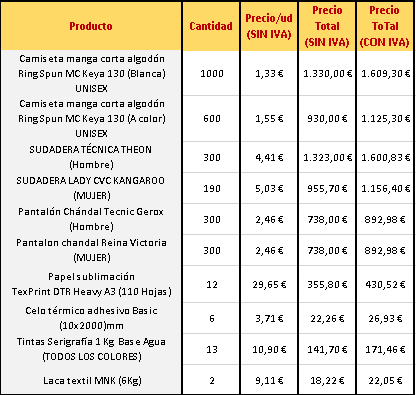 Producto Cantidad Precio/ud (SIN IVA) Precio Total (SIN IVA) Precio ToTal (CON IVA)
Camiseta manga corta algodón
RingSpun MC Keya 130 (Blanca) 1000 1,33 € 1.330,00 € 1.609,30 €
UNISEX
Camiseta manga corta algodón
RingSpun MC Keya 130 (A color) 600 1,55 € 930,00 € 1.125,30 €
UNISEX
SUDADERA TÉCNICA THEON
(Hombre) 300 4,41 € 1.323,00 € 1.600,83 €
SUDADERA LADY CVC KANGAROO
(MUJER) 190 5,03 € 955,70 € 1.156,40 €
Pantalón Chándal Tecnic Gerox
(Hombre) 300 2,46 € 738,00 € 892,98 €
Pantalon chandal Reina Victoria
(MUJER) 300 2,46 € 738,00 € 892,98 €
Papel sublimación
TexPrint DTR Heavy A3 (110 Hojas) 12 29,65 € 355,80 € 430,52 €
Celo térmico adhesivo Basic
(10x2000)mm 6 3,71 € 22,26 € 26,93 €
Tintas Serigrafía 1 Kg Base Agua
(TODOS LOS COLORES) 13 10,90 € 141,70 € 171,46 €
Laca textil MNK (6Kg) 2 9,11 € 18,22 € 22,05 €